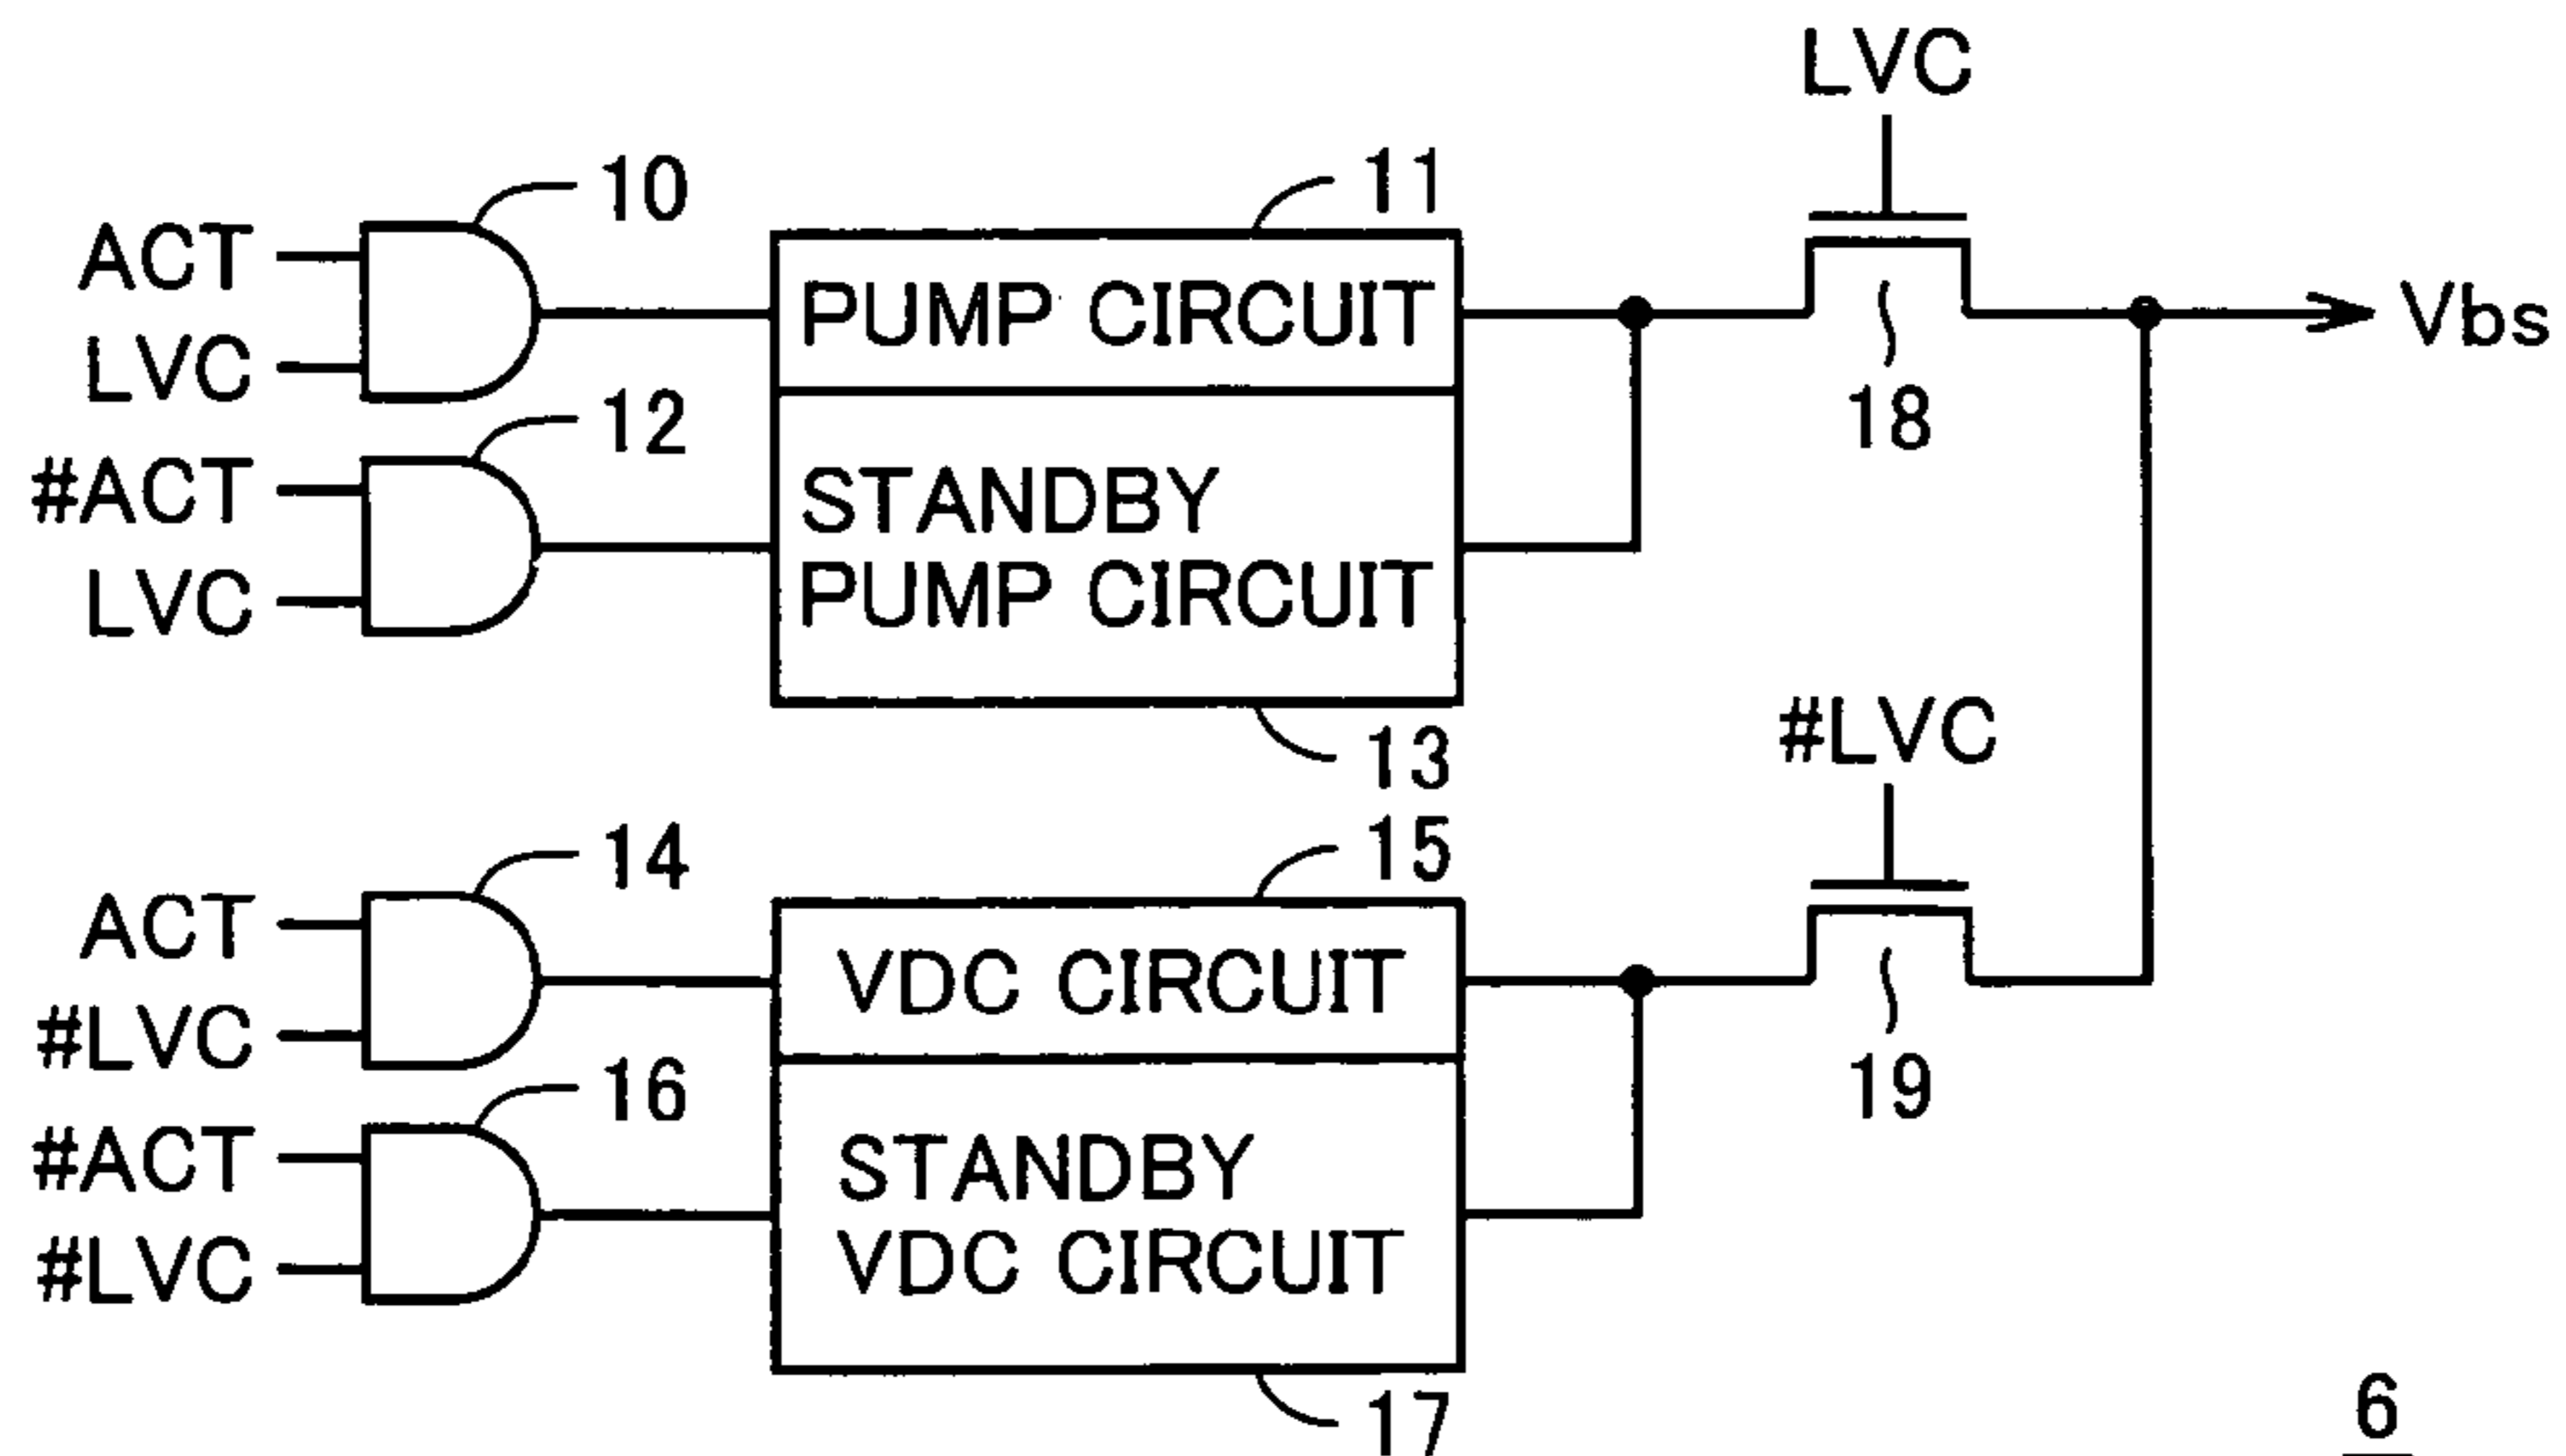 LVC
10
11
ACT
LVC
PUMP CIRCUIT
Vbs
12
18
#ACT
LVC
STANDBY
PUMP CIRCUIT
13
#LVC
14
15
ACT
#LVC
VDC CIRCUIT
16
19
#ACT
#LVC
STANDBY
VDC CIRCUIT
17
6